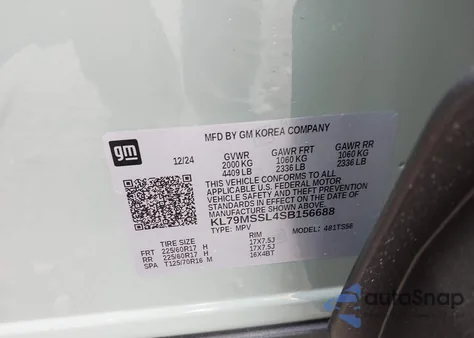 MFD BY GM KOREA COMPANY
gm
12/24 GVWR GAWR FRT GAWR RR
2000 KG 1060 KG 1060 KG
4409 LB 2336 LB 2336 LB
THIS VEHICLE CONFORMS TO ALL
APPLICABLE U.S. FEDERAL MOTOR
VEHICLE SAFETY AND THEFT PREVENTION
STANDARDS IN EFFECT ON THE DATE OF
MANUFACTURE SHOWN ABOVE.
KL79MSSL4SB156688
TYPE: MPV MODEL: 481TS56
TIRE SIZE RIM
FRT 225/60R17 H 17X7.5J
RR 225/60R17 H 17X7.5J
SPA T125/70R16 M 16X4BT
autoSnap